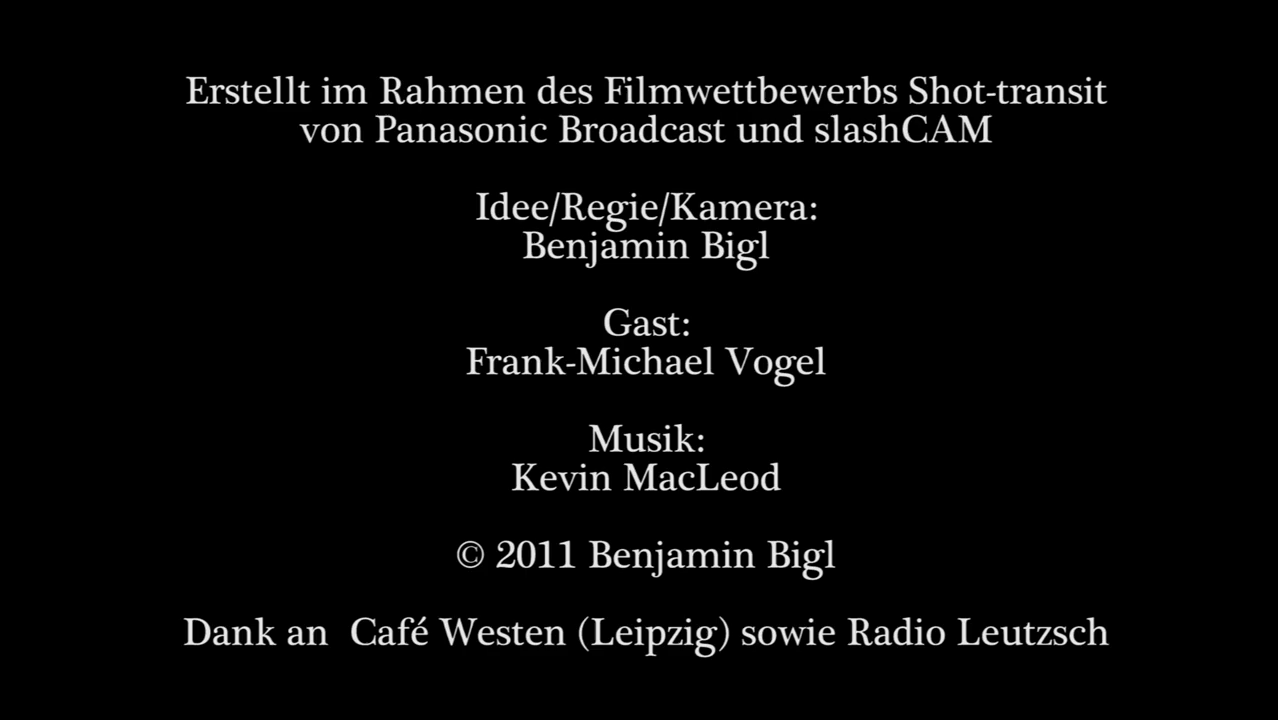 Erstellt im Rahmen des Filmwettbewerbs Shot-transit
von Panasonic Broadcast und slashCAM
Idee/Regie/Kamera:
Benjamin Bigl
Gast:
Frank-Michael Vogel
Musik:
Kevin MacLeod
© 2011 Benjamin Bigl
Dank an  Café Westen (Leipzig) sowie Radio Leutzsch